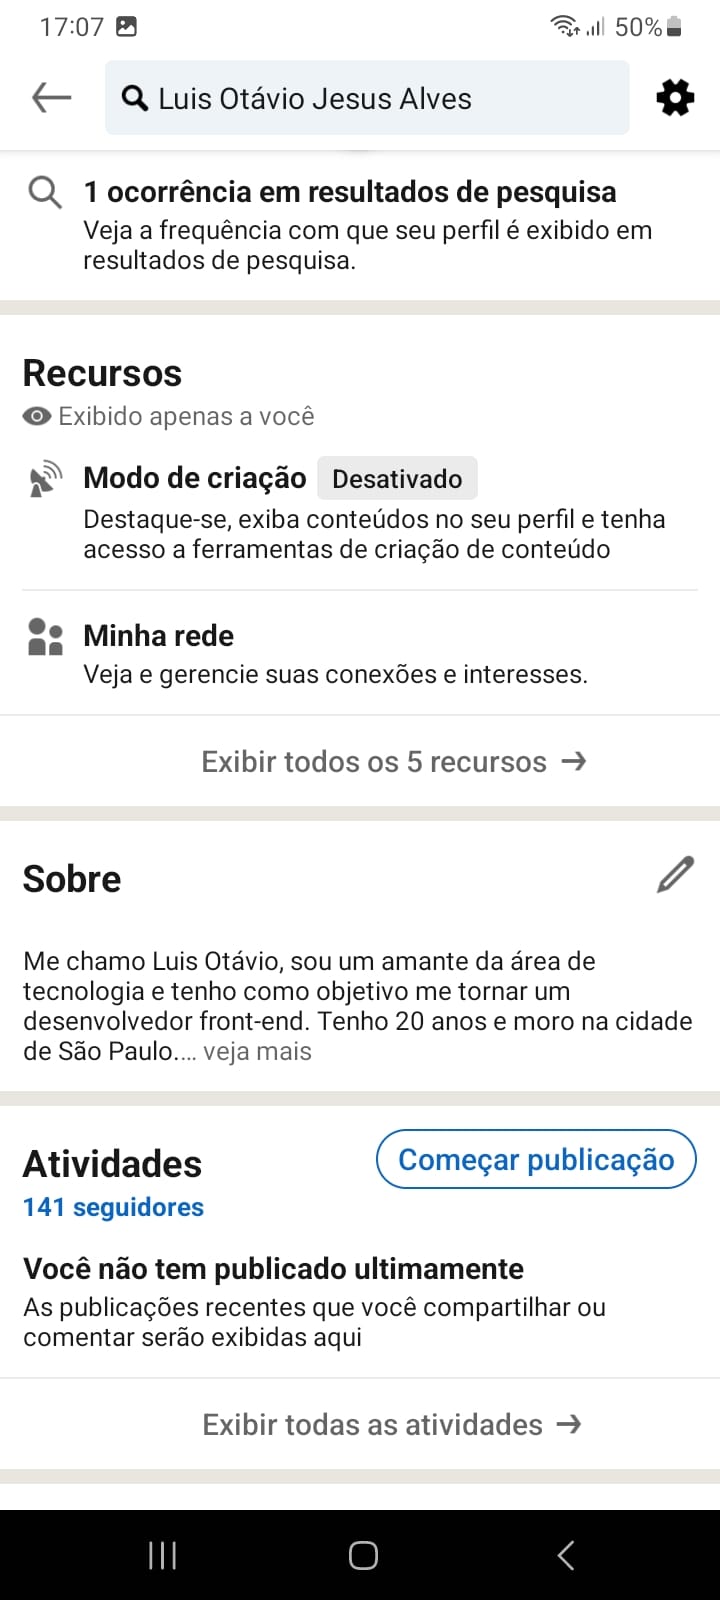 17:07
50%
Luis Otávio Jesus Alves
1 ocorrência em resultados de pesquisa
Veja a frequência com que seu perfil é exibido em
resultados de pesquisa.
Recursos
Exibido apenas a você
Modo de criação Desativado
Destaque-se, exiba conteúdos no seu perfil e tenha
acesso a ferramentas de criação de conteúdo
Minha rede
Veja e gerencie suas conexões e interesses.
Exibir todos os 5 recursos →
Sobre
Me chamo Luis Otávio, sou um amante da área de
tecnologia e tenho como objetivo me tornar um
desenvolvedor front-end. Tenho 20 anos e moro na cidade
de São Paulo.... veja mais
Atividades
Começar publicação
141 seguidores
Você não tem publicado ultimamente
As publicações recentes que você compartilhar ou
comentar serão exibidas aqui
Exibir todas as atividades →